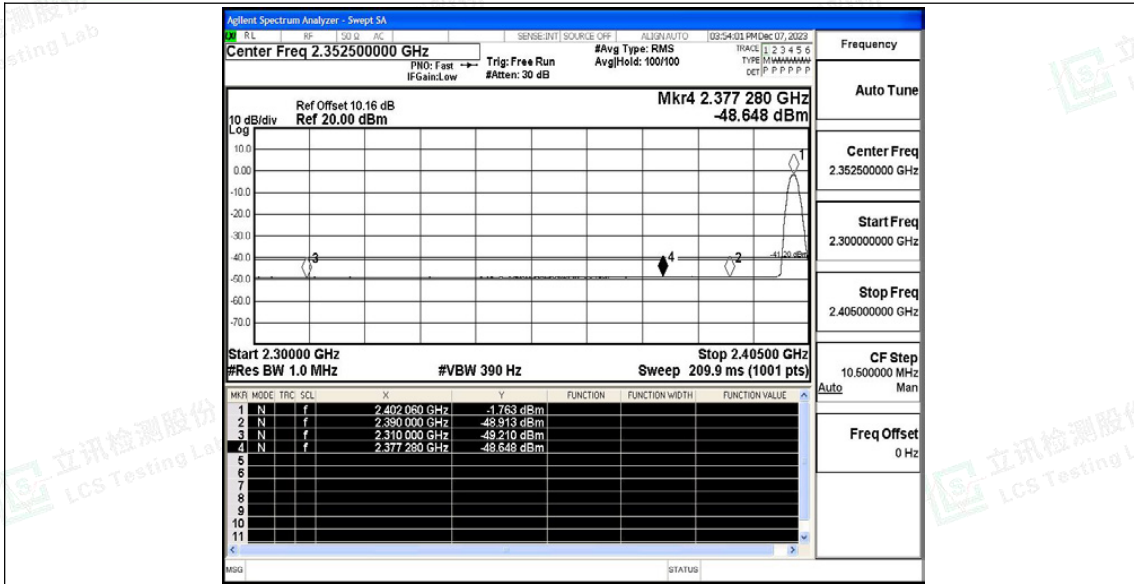 Agilent Spectrum Analyzer - Swept SA
RL RF 50 Ω AC SENSE:INT SOURCE OFF ALIGNAUTO 03:54:01 PM Dec 07, 2023
Center Freq 2.352500000 GHz
PNO: Fast
IFGain:Low
Trig: Free Run
#Atten: 30 dB
#Avg Type: RMS
Avg|Hold: 100/100
TRACE 1 2 3 4 5 6
TYPE MWWWWW
DET P P P P P P
Ref Offset 10.16 dB
Ref 20.00 dBm
10 dB/div
Log
Mkr4 2.377 280 GHz
-48.648 dBm
10.0
0.00
-10.0
-20.0
-30.0
-40.0
-50.0
-60.0
-70.0
1
3
4
2
-41.20 dBm
Start 2.30000 GHz
Stop 2.40500 GHz
#Res BW 1.0 MHz
#VBW 390 Hz
Sweep 209.9 ms (1001 pts)
MKR MODE TRC SCL X Y FUNCTION FUNCTION WIDTH FUNCTION VALUE
1 N f 2.402 060 GHz -1.763 dBm
2 N f 2.390 000 GHz -48.913 dBm
3 N f 2.310 000 GHz -49.210 dBm
4 N f 2.377 280 GHz -48.648 dBm
5
6
7
8
9
10
11
MSG
STATUS
Frequency
Auto Tune
Center Freq
2.352500000 GHz
Start Freq
2.300000000 GHz
Stop Freq
2.405000000 GHz
CF Step
10.500000 MHz
Auto Man
Freq Offset
0 Hz
立讯检测股份
LCS Testing Lab
立讯检测股份
LCS Testing L